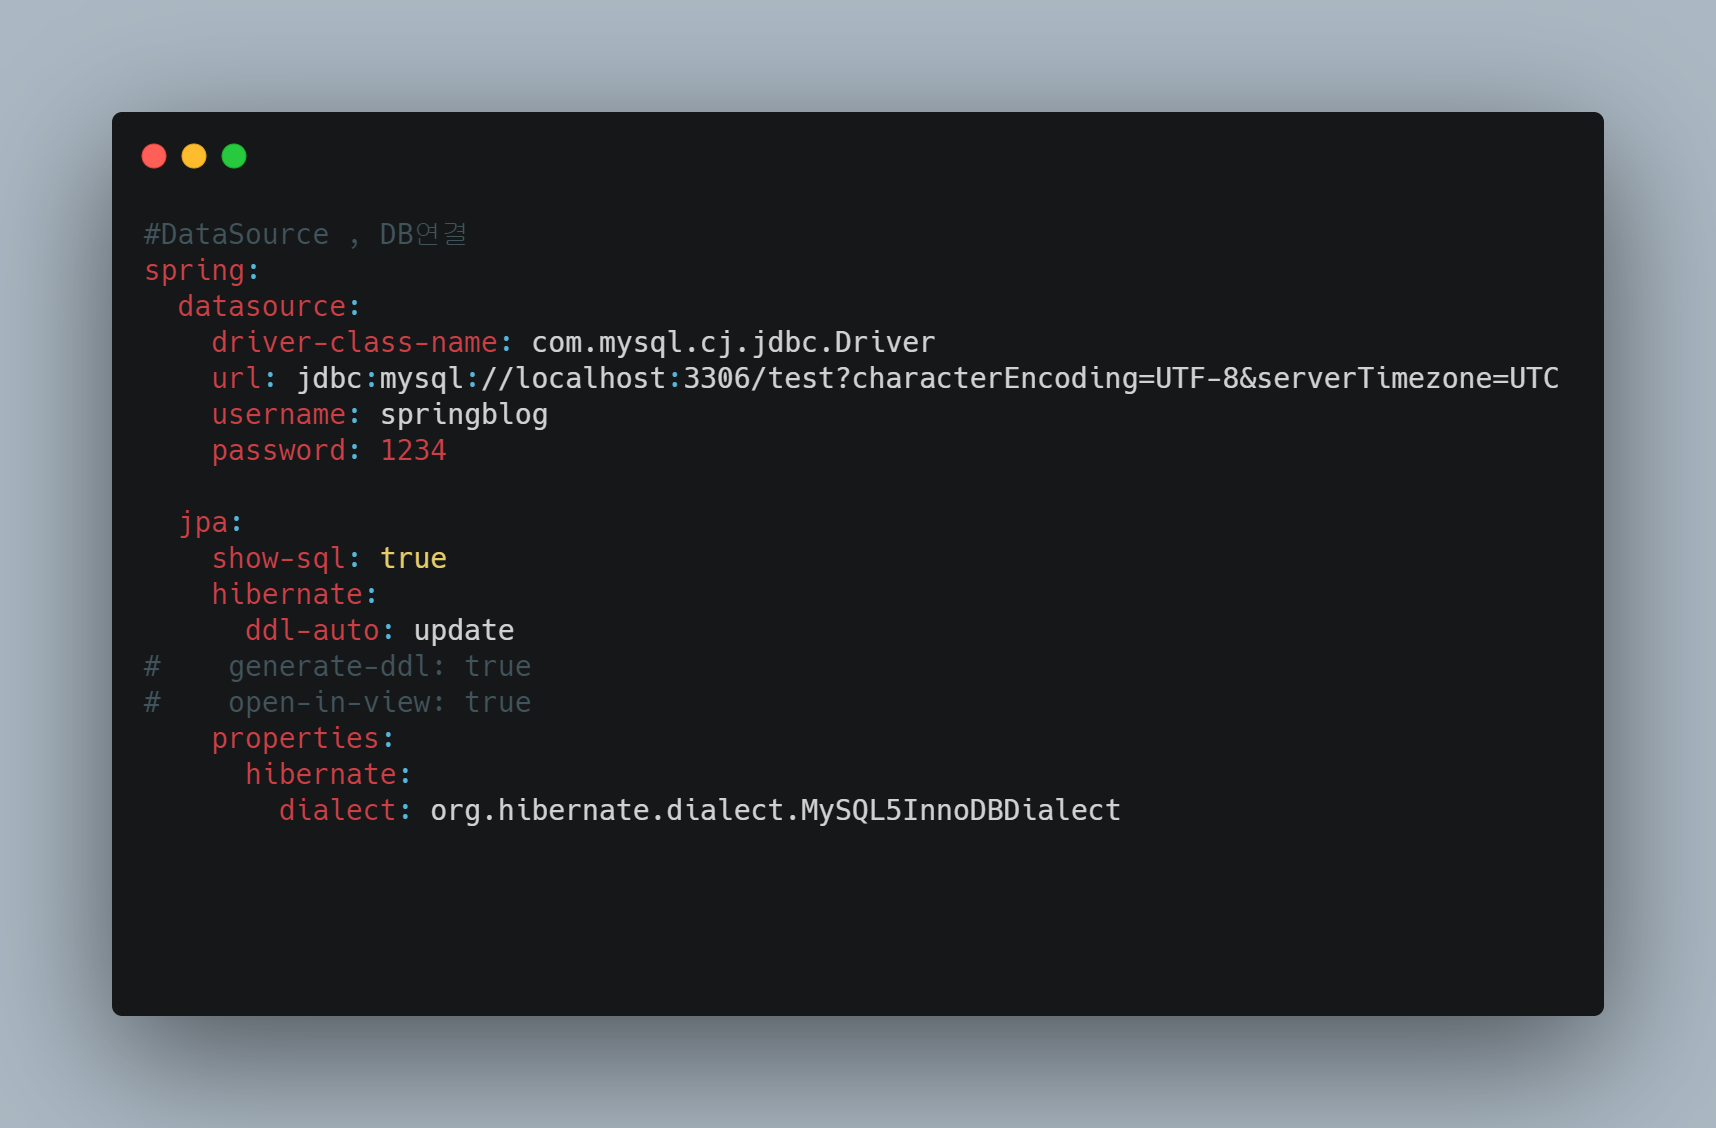 #DataSource , DB연결
spring:
  datasource:
    driver-class-name: com.mysql.cj.jdbc.Driver
    url: jdbc:mysql://localhost:3306/test?characterEncoding=UTF-8&serverTimezone=UTC
    username: springblog
    password: 1234

  jpa:
    show-sql: true
    hibernate:
      ddl-auto: update
#    generate-ddl: true
#    open-in-view: true
    properties:
      hibernate:
        dialect: org.hibernate.dialect.MySQL5InnoDBDialect